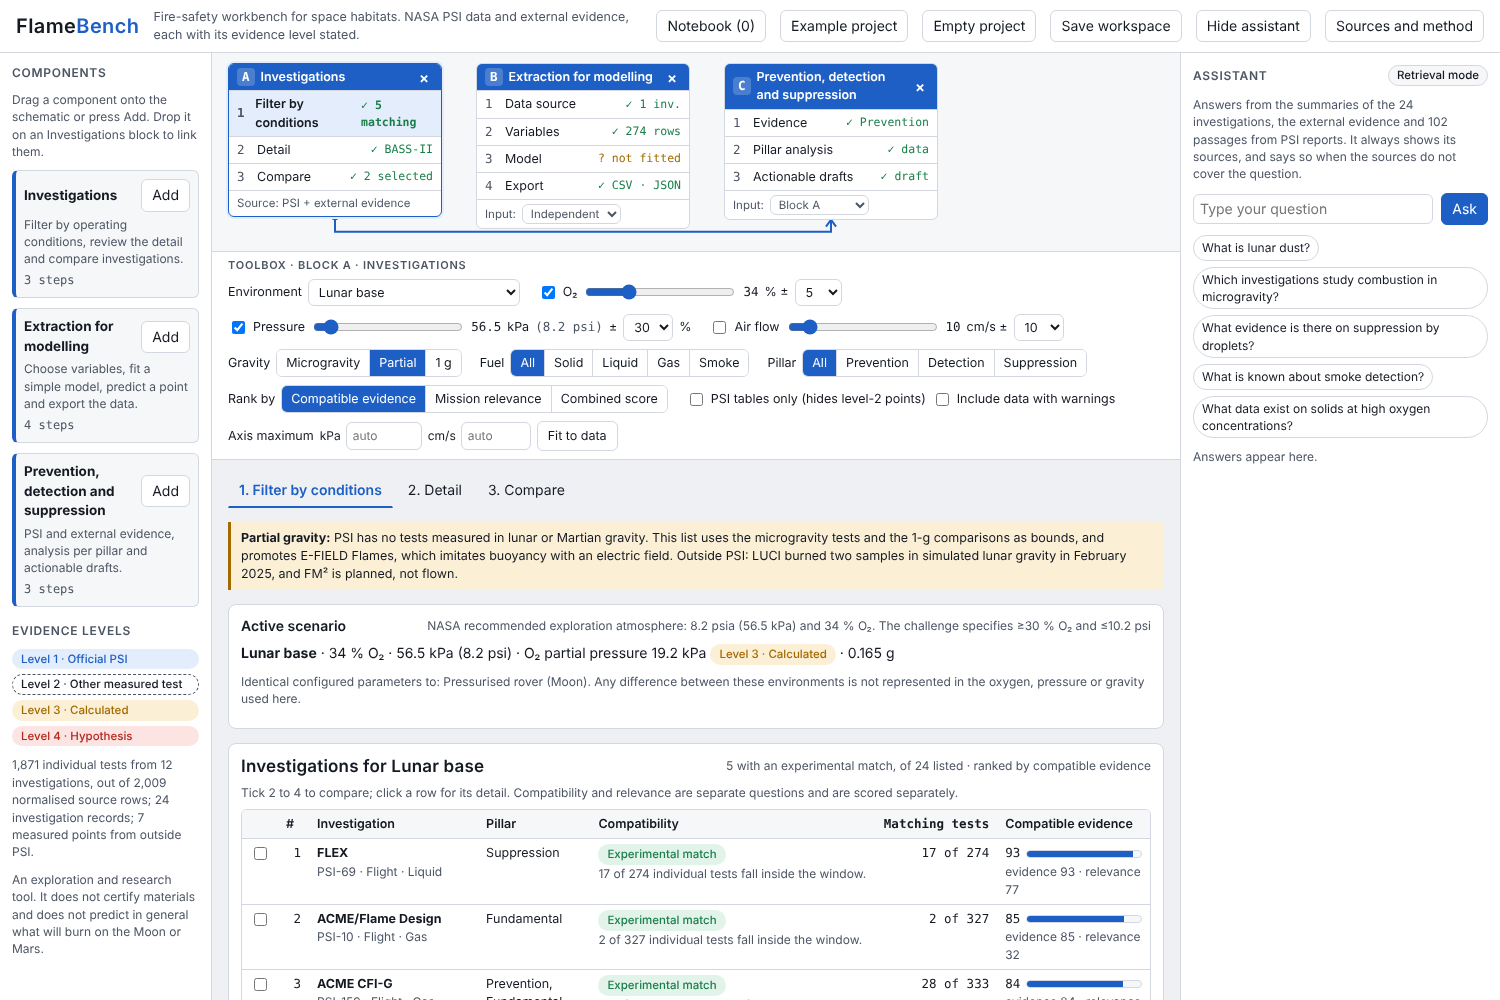 FlameBench
Fire-safety workbench for space habitats. NASA PSI data and external evidence,
each with its evidence level stated.
Notebook (0)
Example project
Empty project
Save workspace
Hide assistant
Sources and method
COMPONENTS
Drag a component onto the
schematic or press Add. Drop it
on an Investigations block to link
them.
Investigations
Add
Filter by operating
conditions, review the detail
and compare investigations.
3 steps
Extraction for
modelling
Add
Choose variables, fit a
simple model, predict a point
and export the data.
4 steps
Prevention,
detection and
suppression
Add
PSI and external evidence,
analysis per pillar and
actionable drafts.
3 steps
EVIDENCE LEVELS
Level 1 · Official PSI
Level 2 · Other measured test
Level 3 · Calculated
Level 4 · Hypothesis
1,871 individual tests from 12
investigations, out of 2,009
normalised source rows; 24
investigation records; 7
measured points from outside
PSI.
An exploration and research
tool. It does not certify materials
and does not predict in general
what will burn on the Moon or
Mars.
A Investigations ×
1 Filter by conditions ✓ 5 matching
2 Detail ✓ BASS-II
3 Compare ✓ 2 selected
Source: PSI + external evidence
B Extraction for modelling ×
1 Data source ✓ 1 inv.
2 Variables ✓ 274 rows
3 Model ? not fitted
4 Export ✓ CSV · JSON
Input: Independent
C Prevention, detection and suppression ×
1 Evidence ✓ Prevention
2 Pillar analysis ✓ data
3 Actionable drafts ✓ draft
Input: Block A
TOOLBOX · BLOCK A · INVESTIGATIONS
Environment Lunar base O₂ 34 % ± 5
Pressure 56.5 kPa (8.2 psi) ± 30 % Air flow 10 cm/s ± 10
Gravity Microgravity Partial 1 g Fuel All Solid Liquid Gas Smoke Pillar All Prevention Detection Suppression
Rank by Compatible evidence Mission relevance Combined score PSI tables only (hides level-2 points) Include data with warnings
Axis maximum kPa auto cm/s auto Fit to data
1. Filter by conditions 2. Detail 3. Compare
Partial gravity: PSI has no tests measured in lunar or Martian gravity. This list uses the microgravity tests and the 1-g comparisons as bounds, and
promotes E-FIELD Flames, which imitates buoyancy with an electric field. Outside PSI: LUCI burned two samples in simulated lunar gravity in February
2025, and FM² is planned, not flown.
Active scenario
NASA recommended exploration atmosphere: 8.2 psia (56.5 kPa) and 34 % O₂. The challenge specifies ≥30 % O₂ and ≤10.2 psi
Lunar base · 34 % O₂ · 56.5 kPa (8.2 psi) · O₂ partial pressure 19.2 kPa Level 3 · Calculated · 0.165 g
Identical configured parameters to: Pressurised rover (Moon). Any difference between these environments is not represented in the oxygen, pressure or gravity
used here.
Investigations for Lunar base
5 with an experimental match, of 24 listed · ranked by compatible evidence
Tick 2 to 4 to compare; click a row for its detail. Compatibility and relevance are separate questions and are scored separately.
# Investigation Pillar Compatibility Matching tests Compatible evidence
1 FLEX Suppression Experimental match 17 of 274 93
PSI-69 · Flight · Liquid 17 of 274 individual tests fall inside the window. evidence 93 · relevance
77
2 ACME/Flame Design Fundamental Experimental match 2 of 327 85
PSI-10 · Flight · Gas 2 of 327 individual tests fall inside the window. evidence 85 · relevance
32
3 ACME CFI-G Prevention, Experimental match 28 of 333 84
ASSISTANT
Retrieval mode
Answers from the summaries of the 24
investigations, the external evidence and 102
passages from PSI reports. It always shows its
sources, and says so when the sources do not
cover the question.
Type your question
Ask
What is lunar dust?
Which investigations study combustion in
microgravity?
What evidence is there on suppression by
droplets?
What is known about smoke detection?
What data exist on solids at high oxygen
concentrations?
Answers appear here.